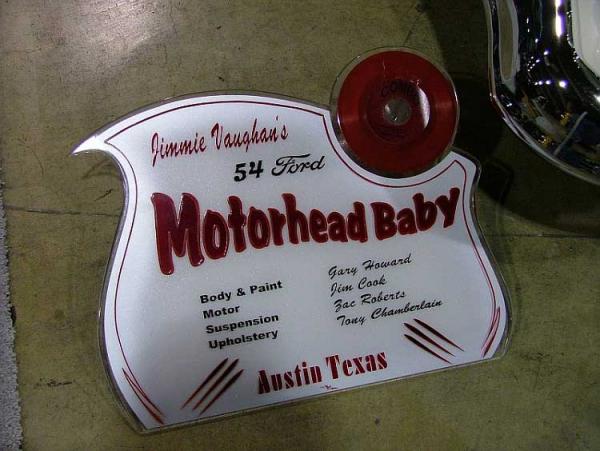 Jimmie Vaughan's
54 Ford
Motorhead Baby
Body & Paint Gary Howard
Motor Jim Cook
Suspension Zac Roberts
Upholstery Tony Chamberlain
Austin Texas